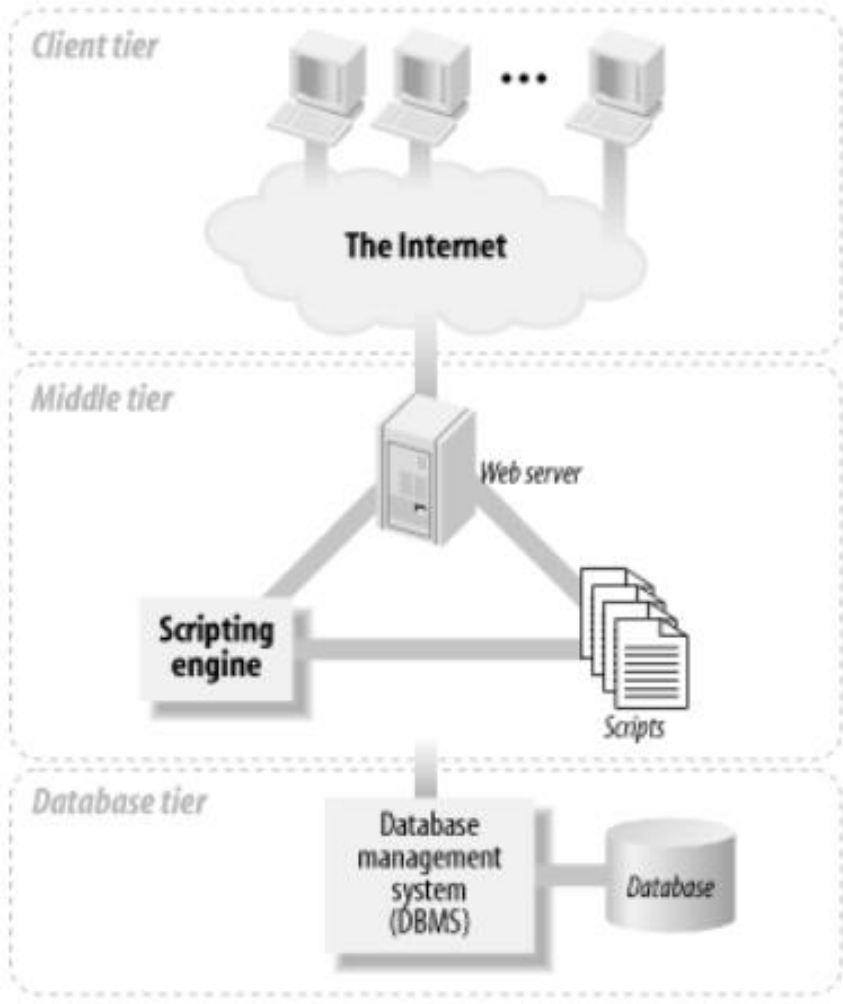 Client tier
The Internet
Middle tier
Web server
Scripting
engine
Scripts
Database tier
Database
management
system
(DBMS)
Database